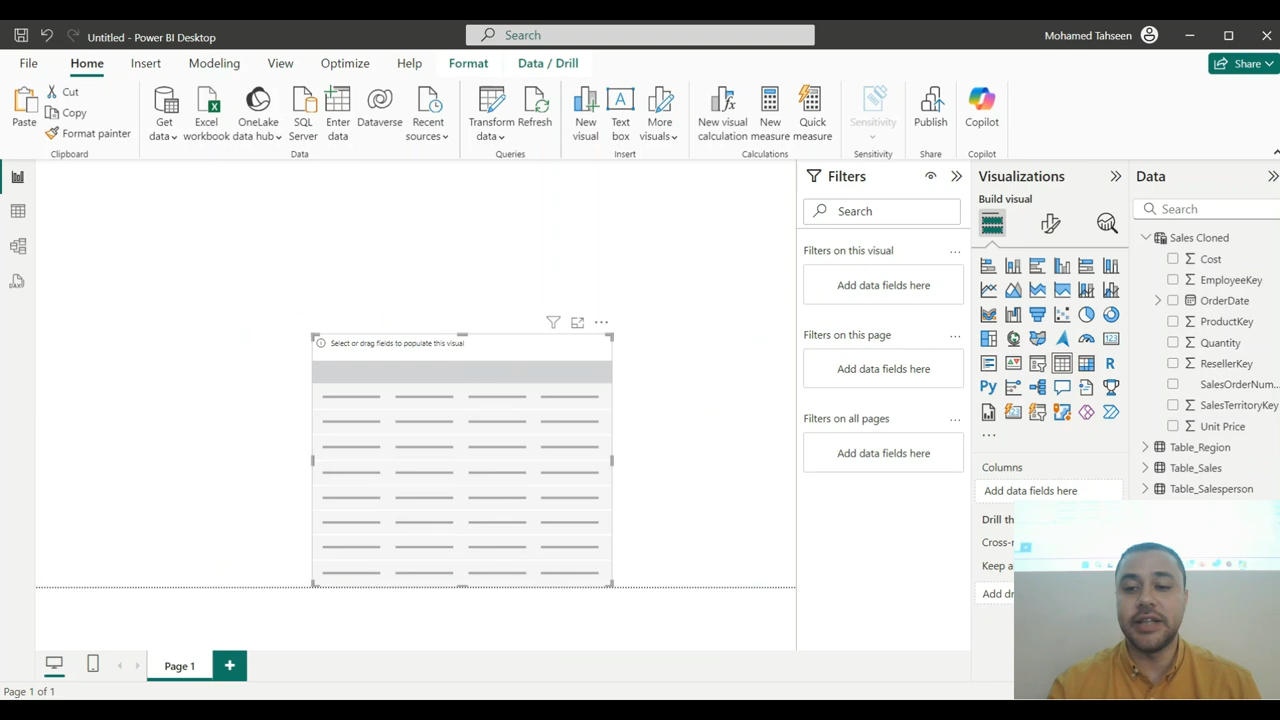 Untitled - Power BI Desktop
Search
Mohamed Tahseen
File
Home
Insert
Modeling
View
Optimize
Help
Format
Data / Drill
Share
Paste
Cut
Copy
Format painter
Clipboard
Get
data
Excel
workbook
OneLake
data hub
SQL
Server
Enter
data
Dataverse
Recent
sources
Data
Transform
data
Refresh
Queries
New
visual
Text
box
More
visuals
Insert
New visual
calculation
New
measure
Quick
measure
Calculations
Sensitivity
Sensitivity
Publish
Share
Copilot
Copilot
Select or drag fields to populate this visual
Filters
Search
Filters on this visual
...
Add data fields here
Filters on this page
...
Add data fields here
Filters on all pages
...
Add data fields here
Visualizations
Build visual
R
Py
...
Columns
Add data fields here
Drill th
Cross-r
Keep a
Add dr
Data
Search
Sales Cloned
Cost
EmployeeKey
OrderDate
ProductKey
Quantity
ResellerKey
SalesOrderNum...
SalesTerritoryKey
Unit Price
Table_Region
Table_Sales
Table_Salesperson
Page 1
Page 1 of 1